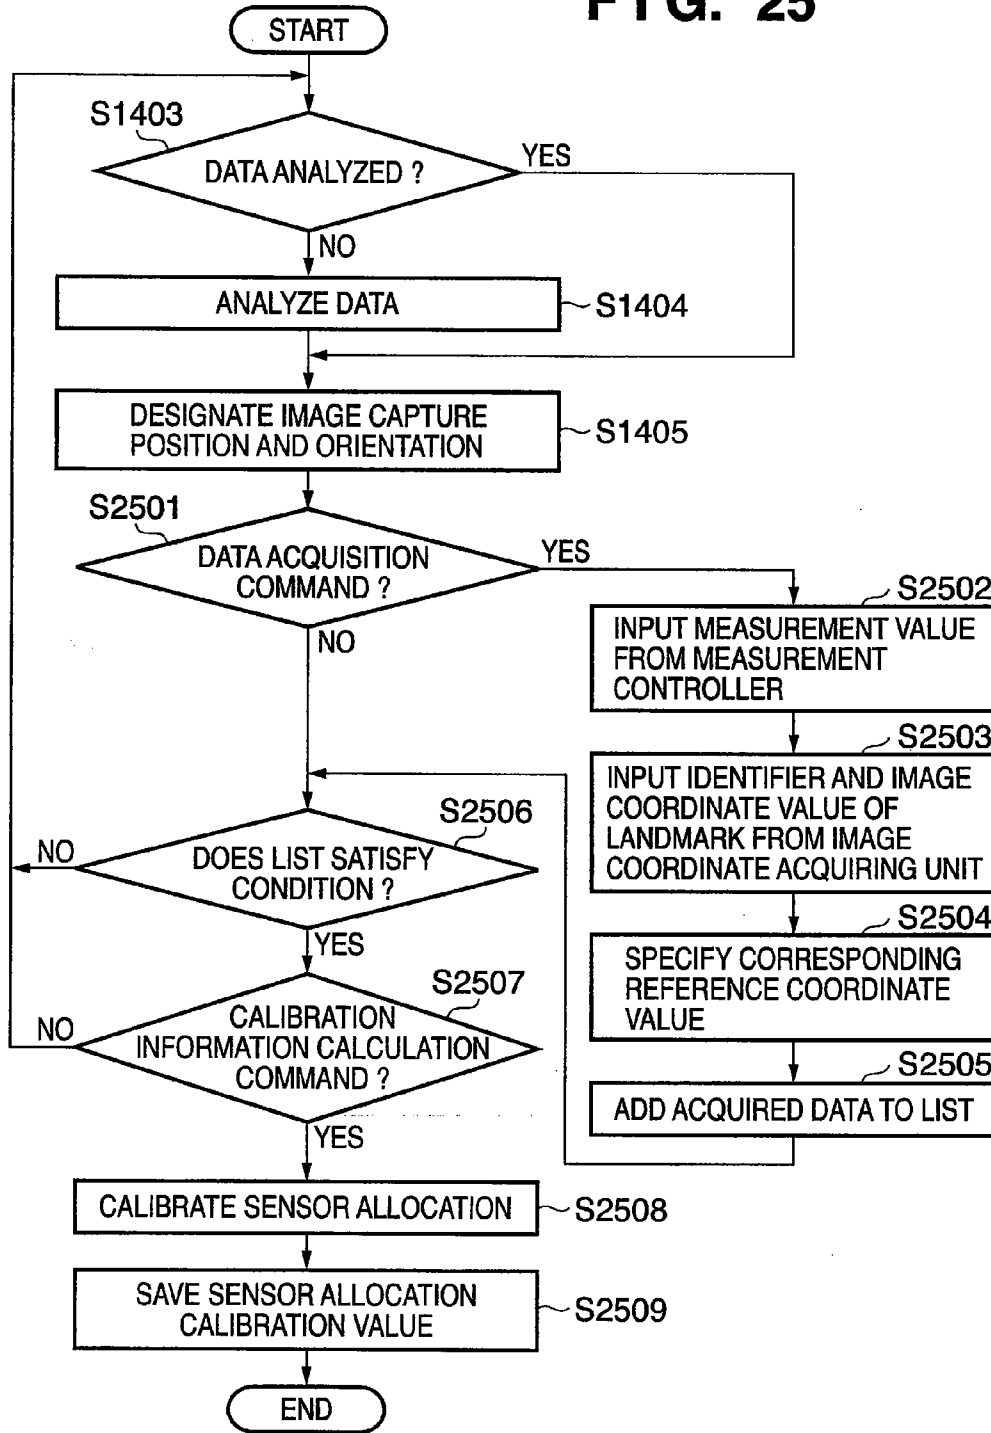 FIG. 25
START
S1403
DATA ANALYZED ?
YES
NO
ANALYZE DATA
S1404
DESIGNATE IMAGE CAPTURE
POSITION AND ORIENTATION
S1405
S2501
DATA ACQUISITION
COMMAND ?
YES
NO
S2502
INPUT MEASUREMENT VALUE
FROM MEASUREMENT
CONTROLLER
S2503
INPUT IDENTIFIER AND IMAGE
COORDINATE VALUE OF
LANDMARK FROM IMAGE
COORDINATE ACQUIRING UNIT
S2504
SPECIFY CORRESPONDING
REFERENCE COORDINATE
VALUE
S2505
ADD ACQUIRED DATA TO LIST
S2506
DOES LIST SATISFY
CONDITION ?
NO
YES
S2507
CALIBRATION
INFORMATION CALCULATION
COMMAND ?
NO
YES
CALIBRATE SENSOR ALLOCATION
S2508
SAVE SENSOR ALLOCATION
CALIBRATION VALUE
S2509
END